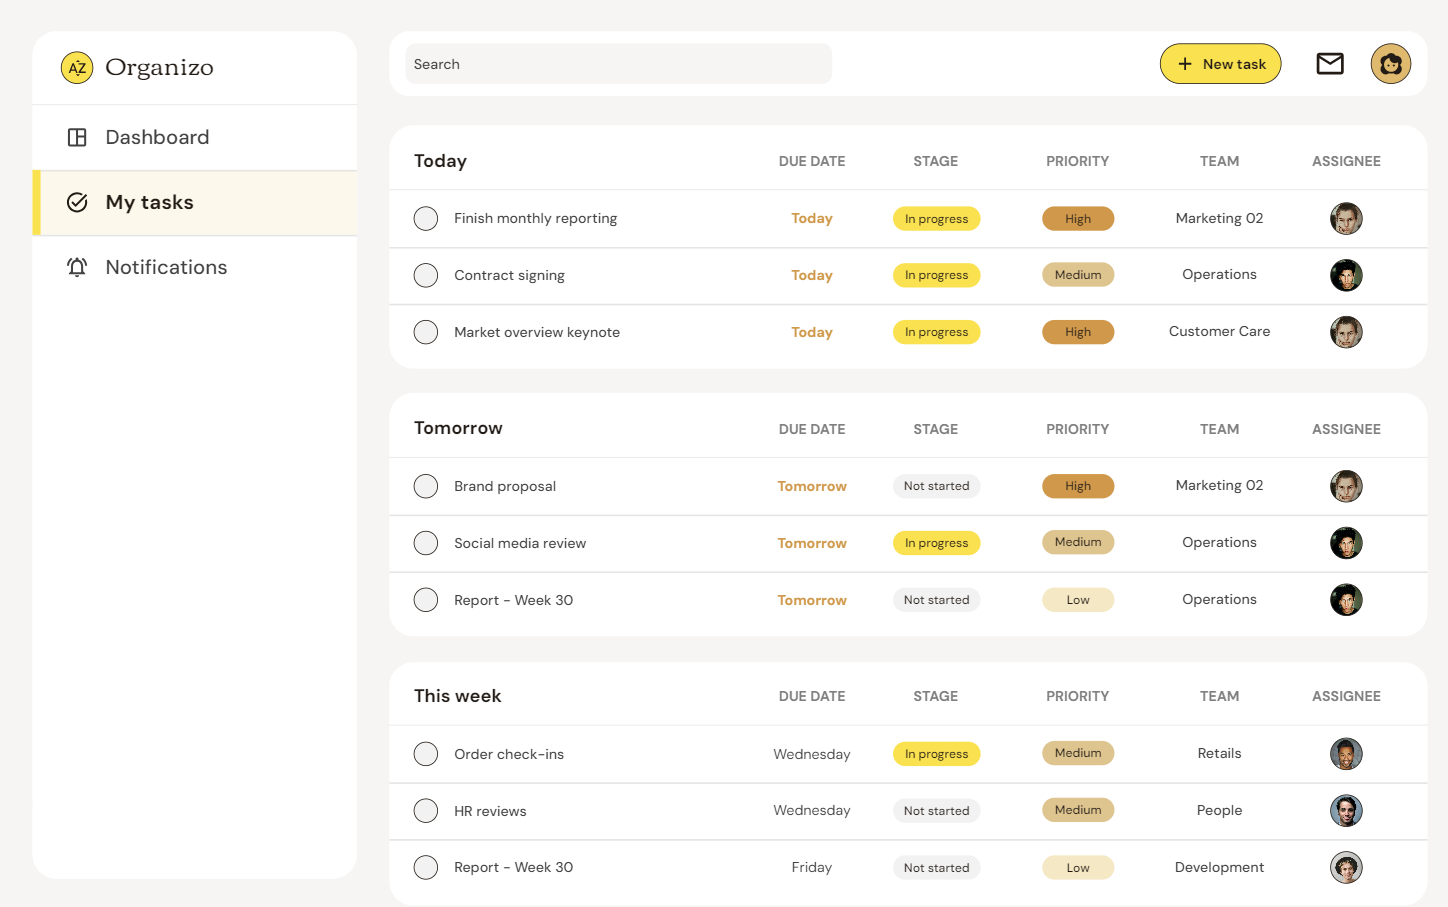 AZ Organizo
Dashboard
My tasks
Notifications
Search
+ New task
Today DUE DATE STAGE PRIORITY TEAM ASSIGNEE
Finish monthly reporting Today In progress High Marketing 02
Contract signing Today In progress Medium Operations
Market overview keynote Today In progress High Customer Care
Tomorrow DUE DATE STAGE PRIORITY TEAM ASSIGNEE
Brand proposal Tomorrow Not started High Marketing 02
Social media review Tomorrow In progress Medium Operations
Report - Week 30 Tomorrow Not started Low Operations
This week DUE DATE STAGE PRIORITY TEAM ASSIGNEE
Order check-ins Wednesday In progress Medium Retails
HR reviews Wednesday Not started Medium People
Report - Week 30 Friday Not started Low Development